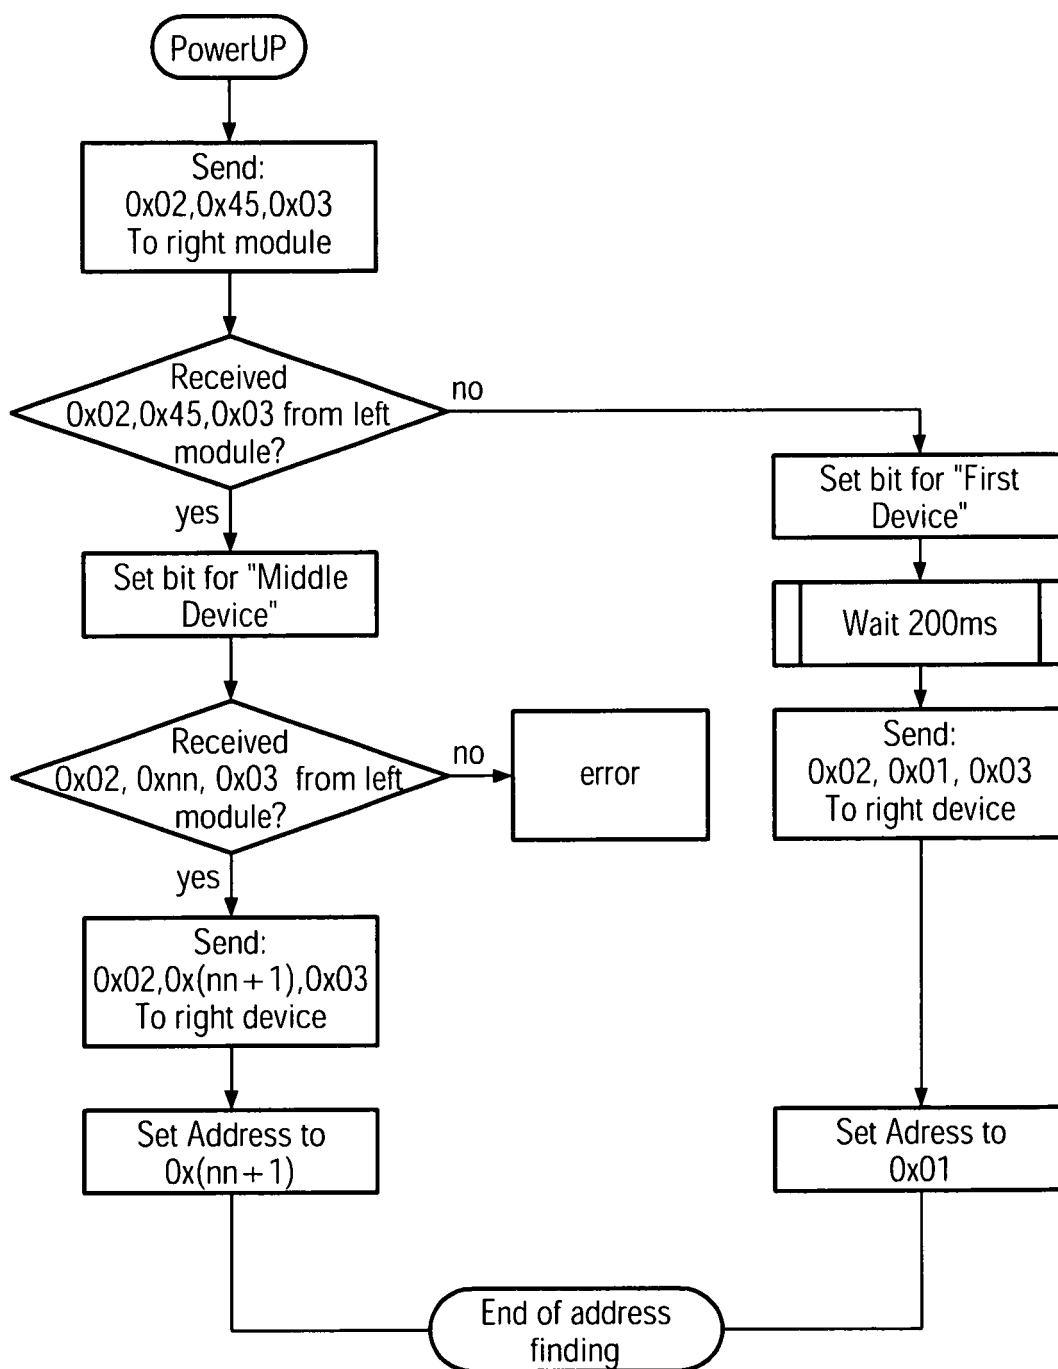 PowerUP
Send:
0x02,0x45,0x03
To right module
Received
0x02,0x45,0x03 from left
module?
no
yes
Set bit for "First
Device"
Set bit for "Middle
Device"
Wait 200ms
Received
0x02, 0xnn, 0x03 from left
module?
no
error
Send:
0x02, 0x01, 0x03
To right device
yes
Send:
0x02,0x(nn+1),0x03
To right device
Set Address to
0x(nn+1)
Set Adress to
0x01
End of address
finding